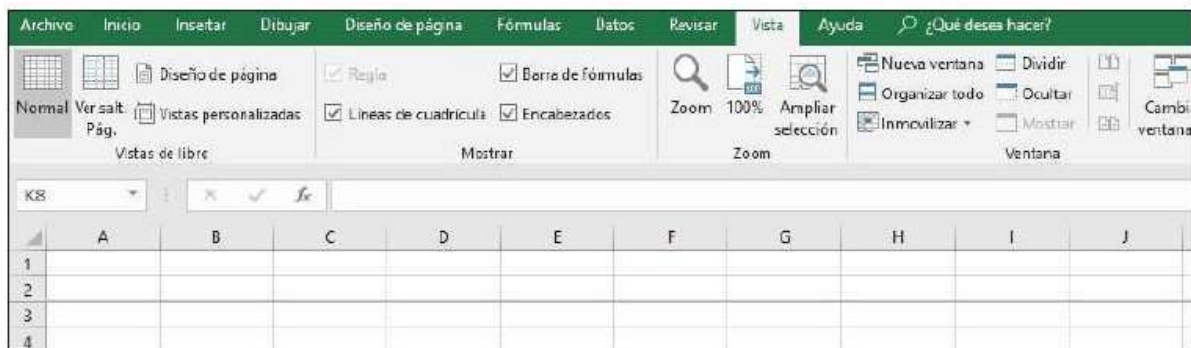 Archivo Inicio Insertar Dibujar Diseño de página Fórmulas Datos Revisar Vista Ayuda ¿Qué desea hacer?
Normal Ver salt. Pág. Diseño de página Vistas personalizadas
Vistas de libro
Regla Barra de fórmulas
Líneas de cuadrícula Encabezados
Mostrar
Zoom 100% Ampliar selección
Zoom
Nueva ventana Dividir
Organizar todo Ocultar
Inmovilizar Mostrar
Ventana
Cambi
ventana
K8 fx
A B C D E F G H I J
1
2
3
4